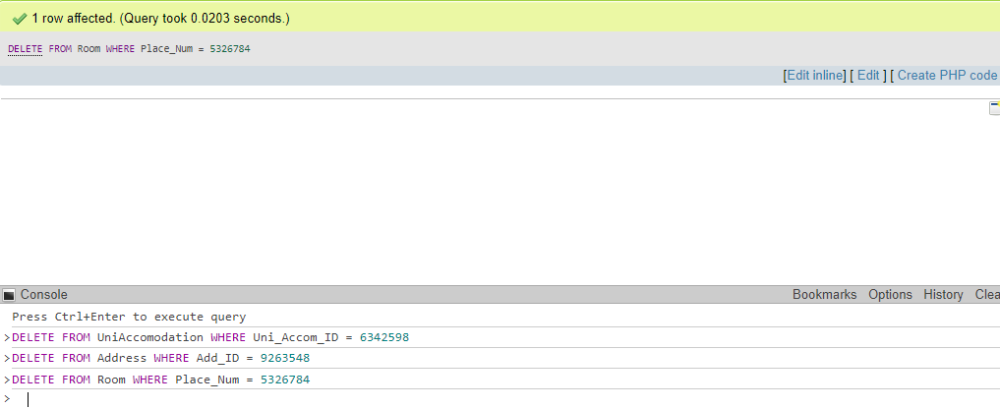 1 row affected. (Query took 0.0203 seconds.)
DELETE FROM Room WHERE Place_Num = 5326784
[Edit inline] [ Edit ] [ Create PHP code
Console Bookmarks Options History Clea
Press Ctrl+Enter to execute query
>DELETE FROM UniAccomodation WHERE Uni_Accom_ID = 6342598
>DELETE FROM Address WHERE Add_ID = 9263548
>DELETE FROM Room WHERE Place_Num = 5326784
>